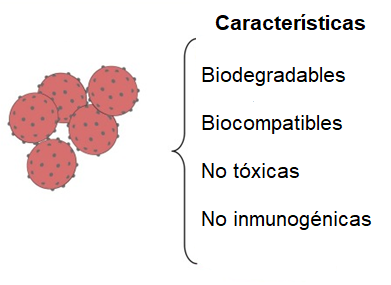 Características
Biodegradables
Biocompatibles
No tóxicas
No inmunogénicas